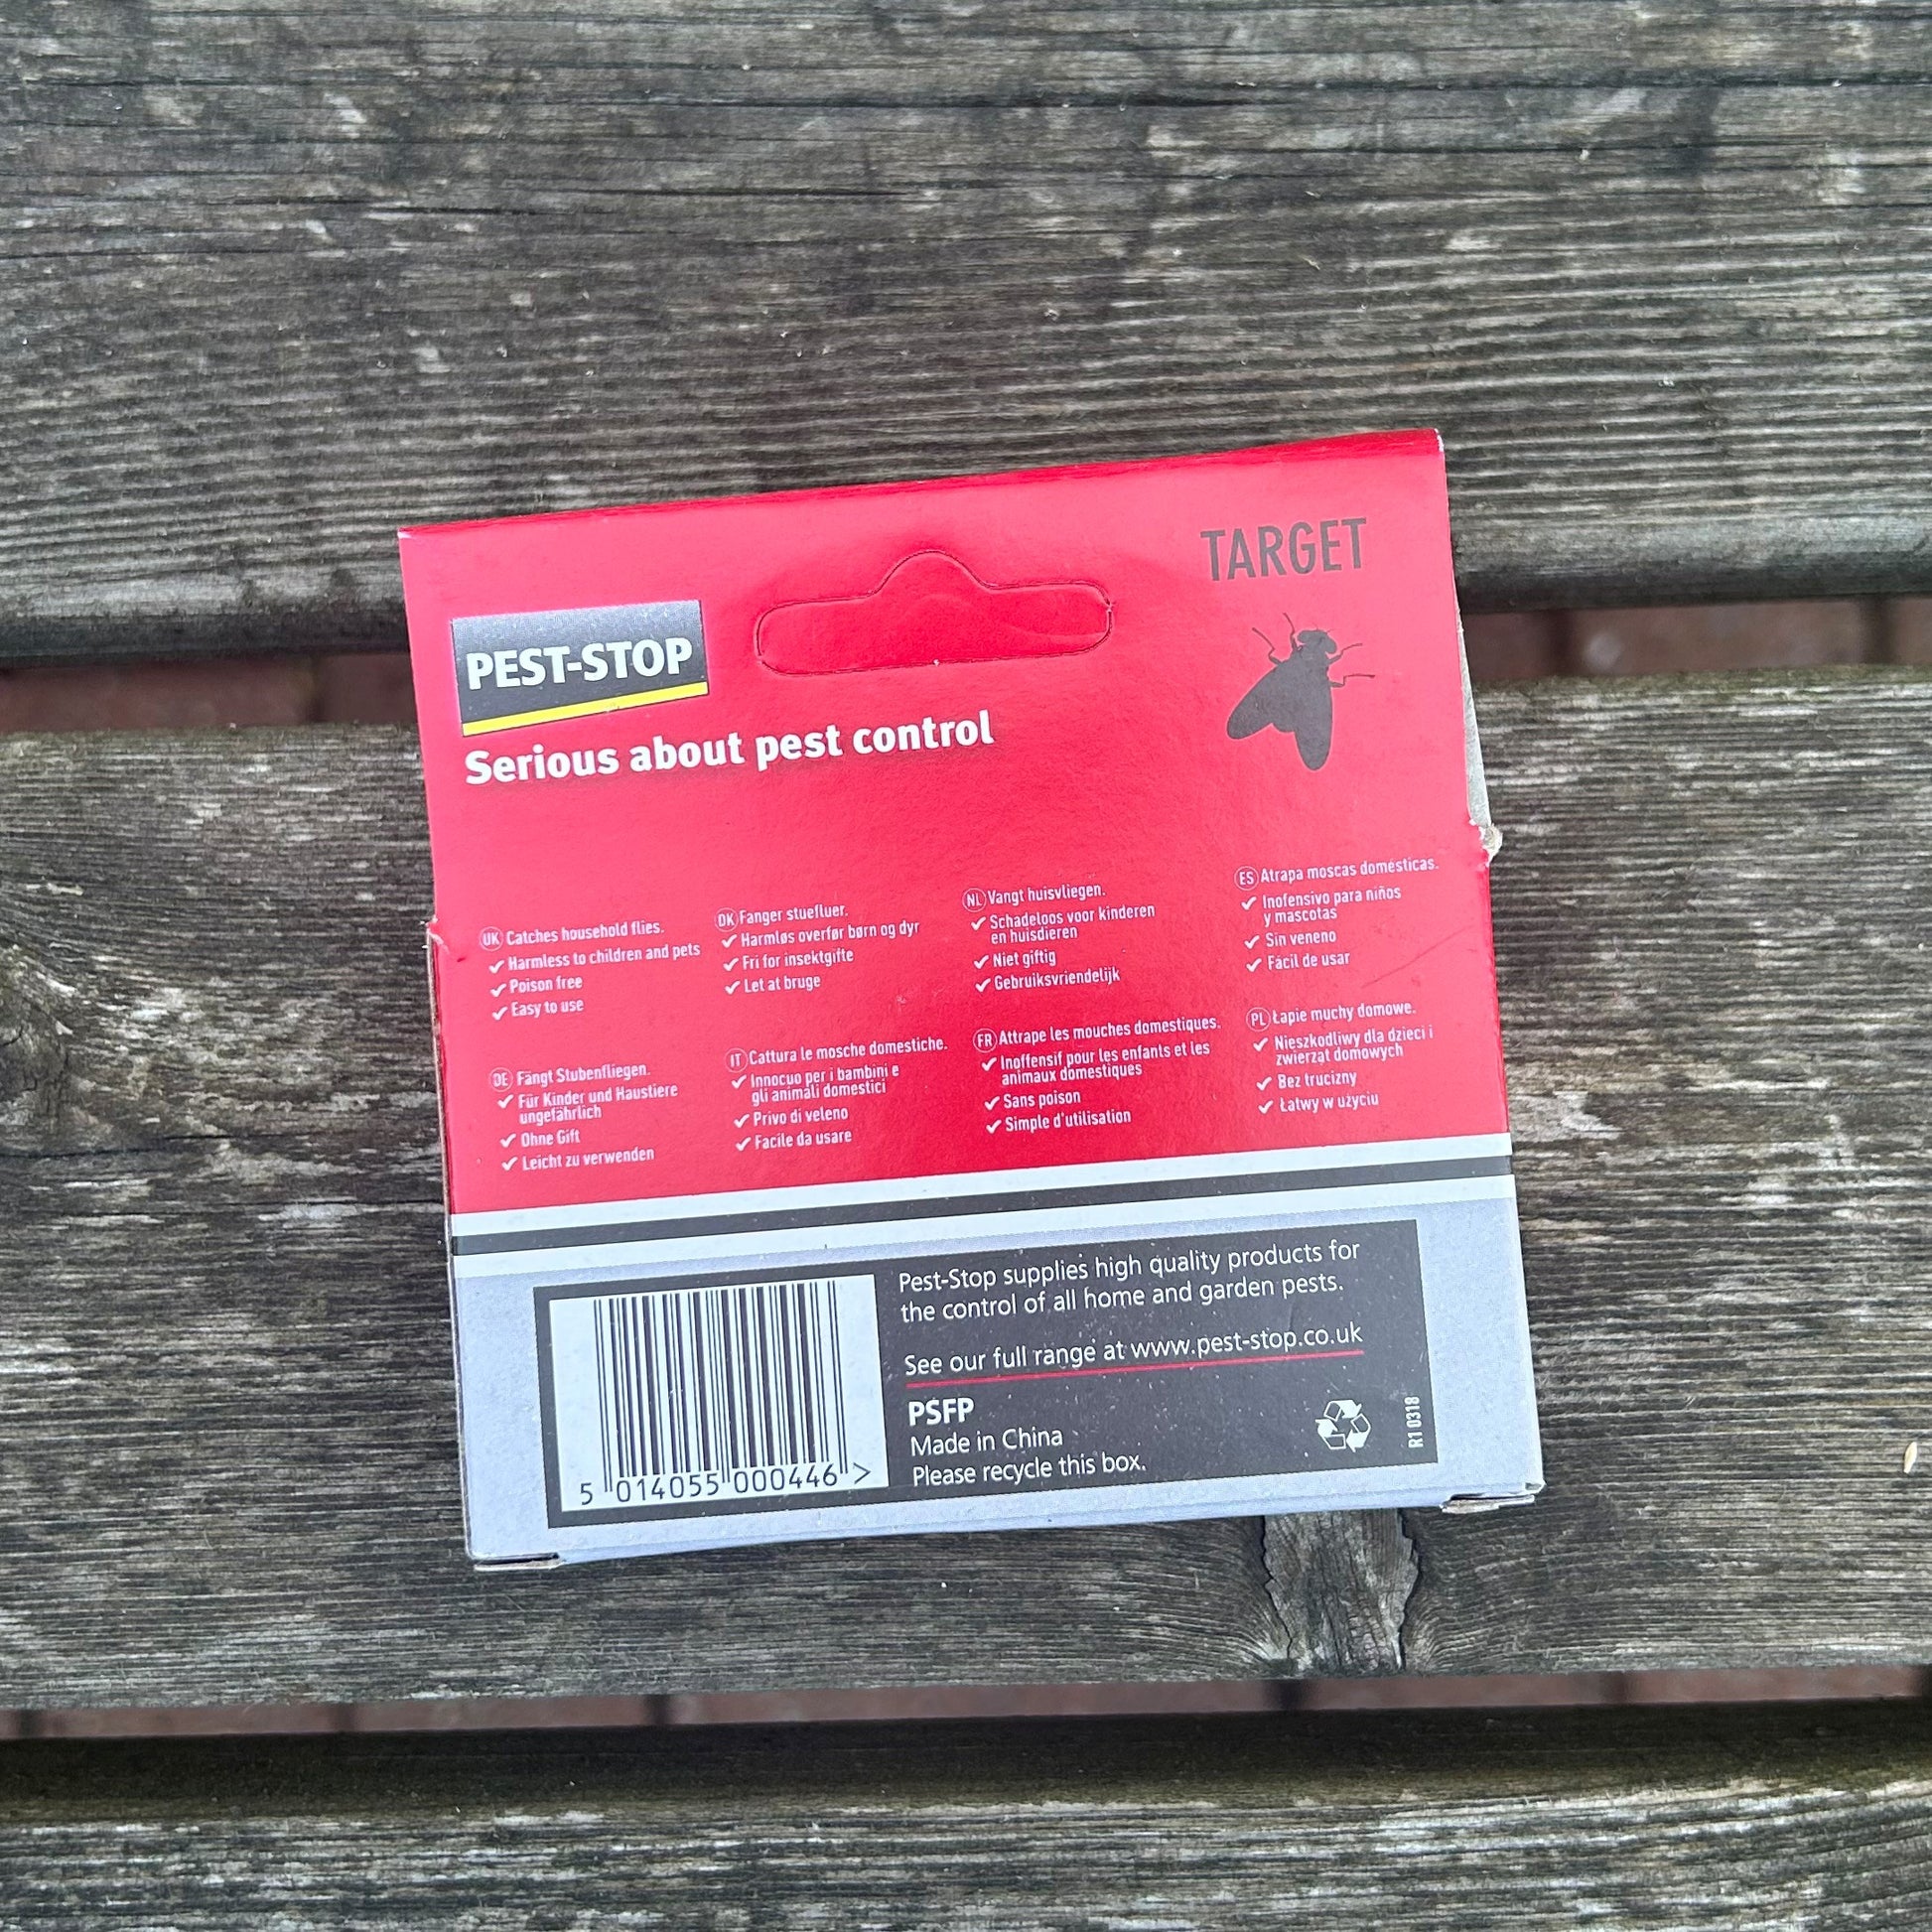 TARGET
PEST-STOP
Serious about pest control
UK Catches household flies.
Harmless to children and pets
Poison free
Easy to use
DK Fanger stuefluer.
Harmløs overfør børn og dyr
Fri for insektgifte
Let at bruge
NL Vangt huisvliegen.
Schadeloos voor kinderen
en huisdieren
Niet giftig
Gebruiksvriendelijk
ES Atrapa moscas domésticas.
Inofensivo para niños
y mascotas
Sin veneno
Fácil de usar
DE Fängt Stubenfliegen.
Für Kinder und Haustiere
ungefährlich
Ohne Gift
Leicht zu verwenden
IT Cattura le mosche domestiche.
Innocuo per i bambini e
gli animali domestici
Privo di veleno
Facile da usare
FR Attrape les mouches domestiques.
Inoffensif pour les enfants et les
animaux domestiques
Sans poison
Simple d'utilisation
PL Łapie muchy domowe.
Nieszkodliwy dla dzieci i
zwierząt domowych
Bez trucizny
Łatwy w użyciu
Pest-Stop supplies high quality products for
the control of all home and garden pests.
See our full range at www.pest-stop.co.uk
PSFP
Made in China
Please recycle this box.
R1 0318
5 014055 000446 >